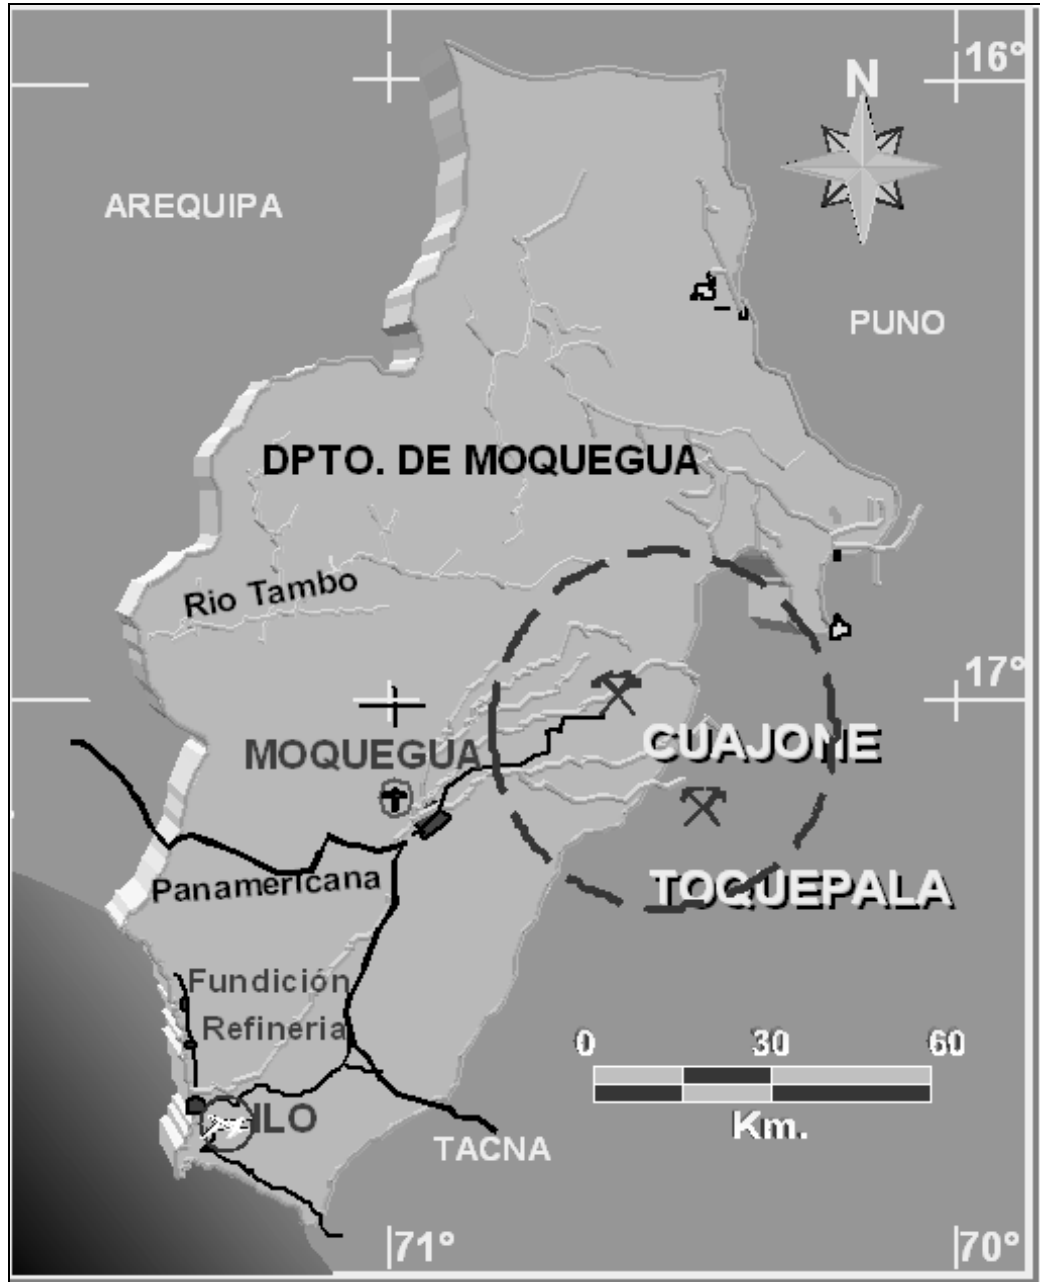 16°
N
AREQUIPA
PUNO
DPTO. DE MOQUEGUA
Rio Tambo
17°
CUAJONE
MOQUEGUA
TOQUEPALA
Panamericana
Fundición
Refineria
0 30 60
Km.
ILO
TACNA
71° 70°